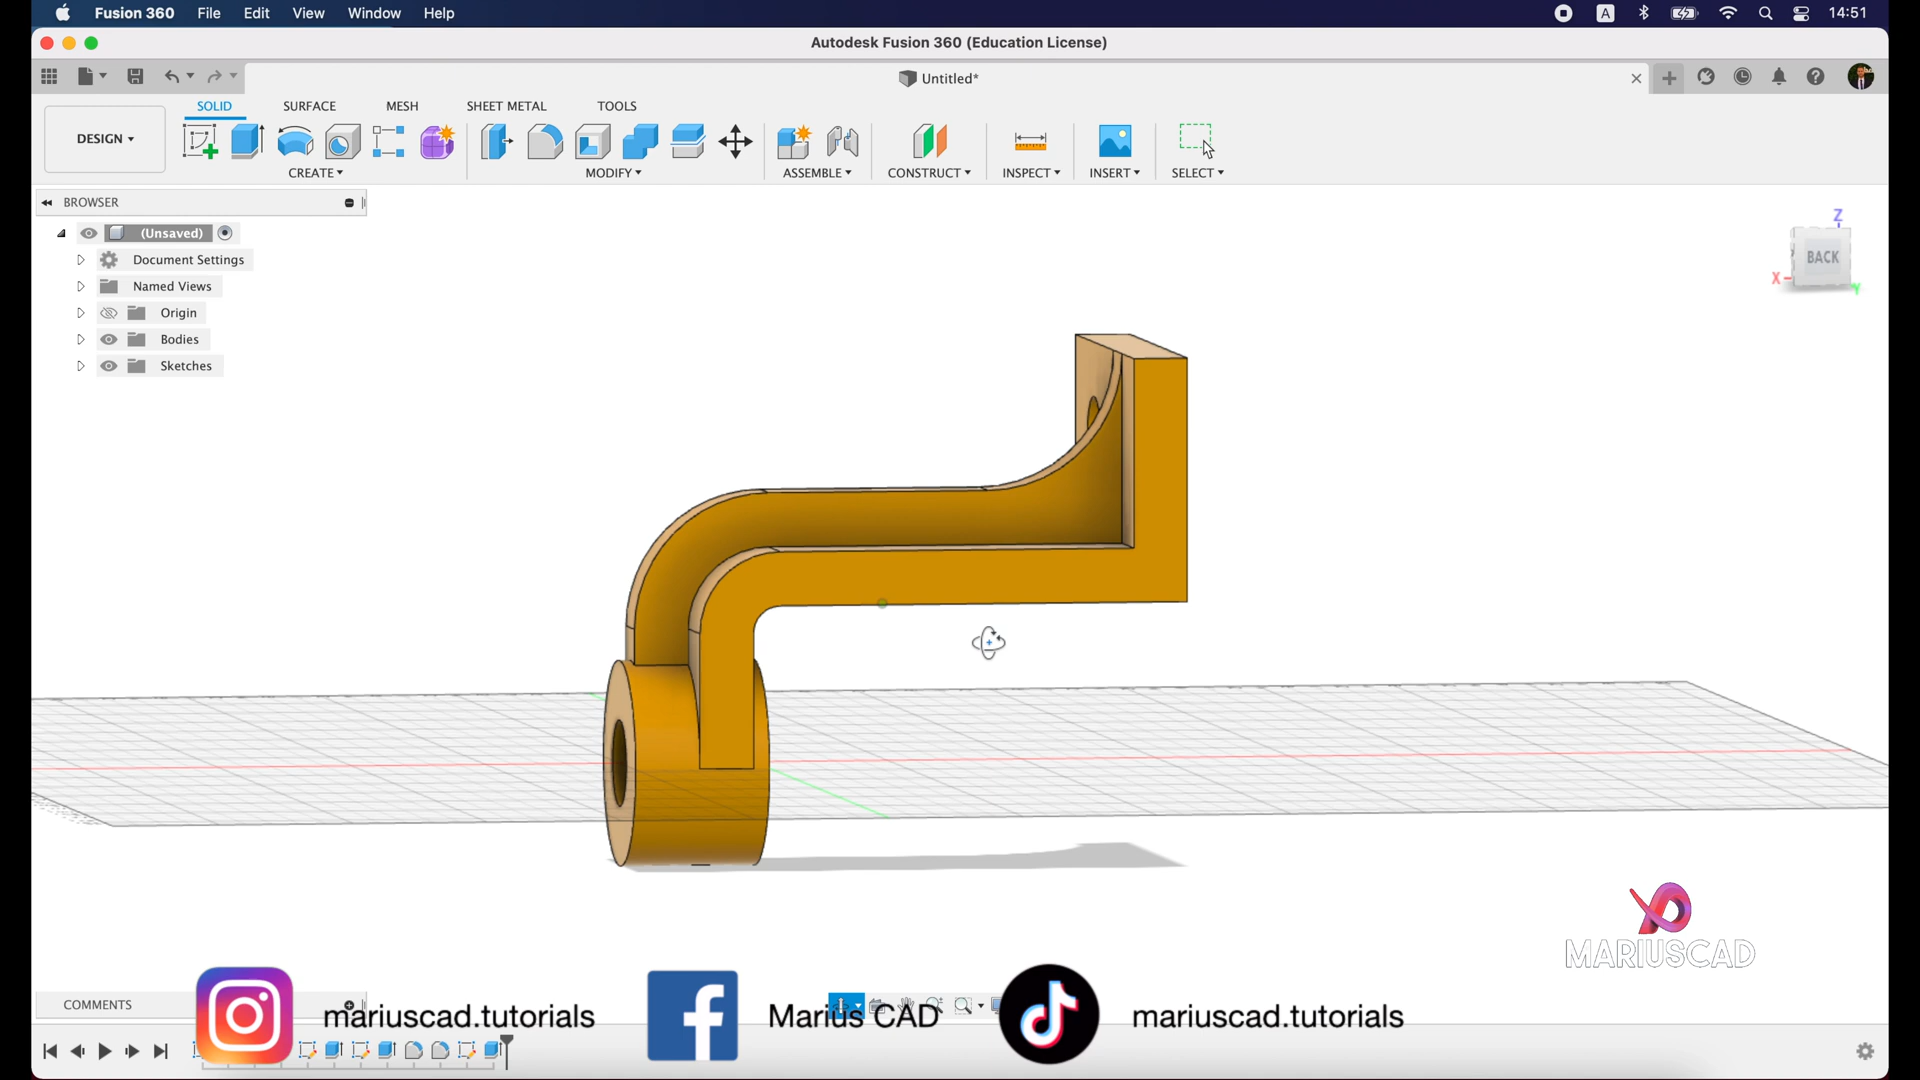 Fusion 360 File Edit View Window Help A 14:51
Autodesk Fusion 360 (Education License)
Untitled*
SOLID SURFACE MESH SHEET METAL TOOLS
DESIGN
CREATE MODIFY ASSEMBLE CONSTRUCT INSPECT INSERT SELECT
BROWSER
(Unsaved)
Document Settings
Named Views
Origin
Bodies
Sketches
Z
BACK
X
Y
MARIUSCAD
COMMENTS
mariuscad.tutorials Marius CAD mariuscad.tutorials